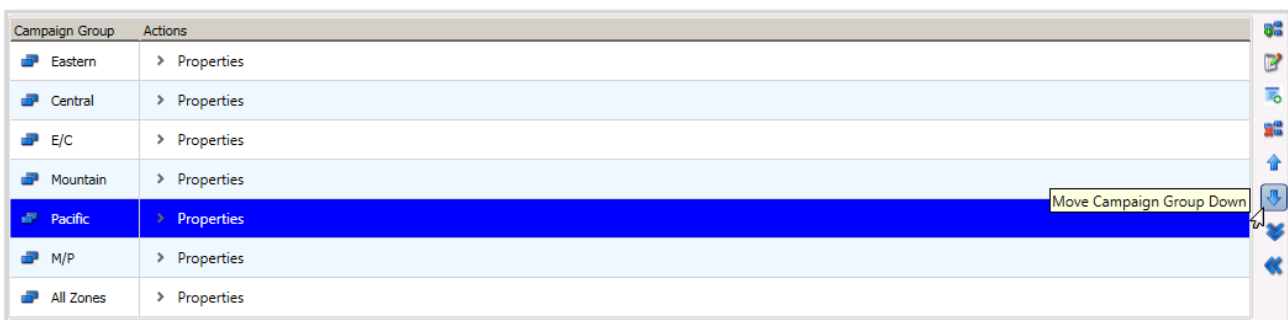 Campaign Group Actions
Eastern Properties
Central Properties
E/C Properties
Mountain Properties
Move Campaign Group Down
Pacific Properties
M/P Properties
All Zones Properties